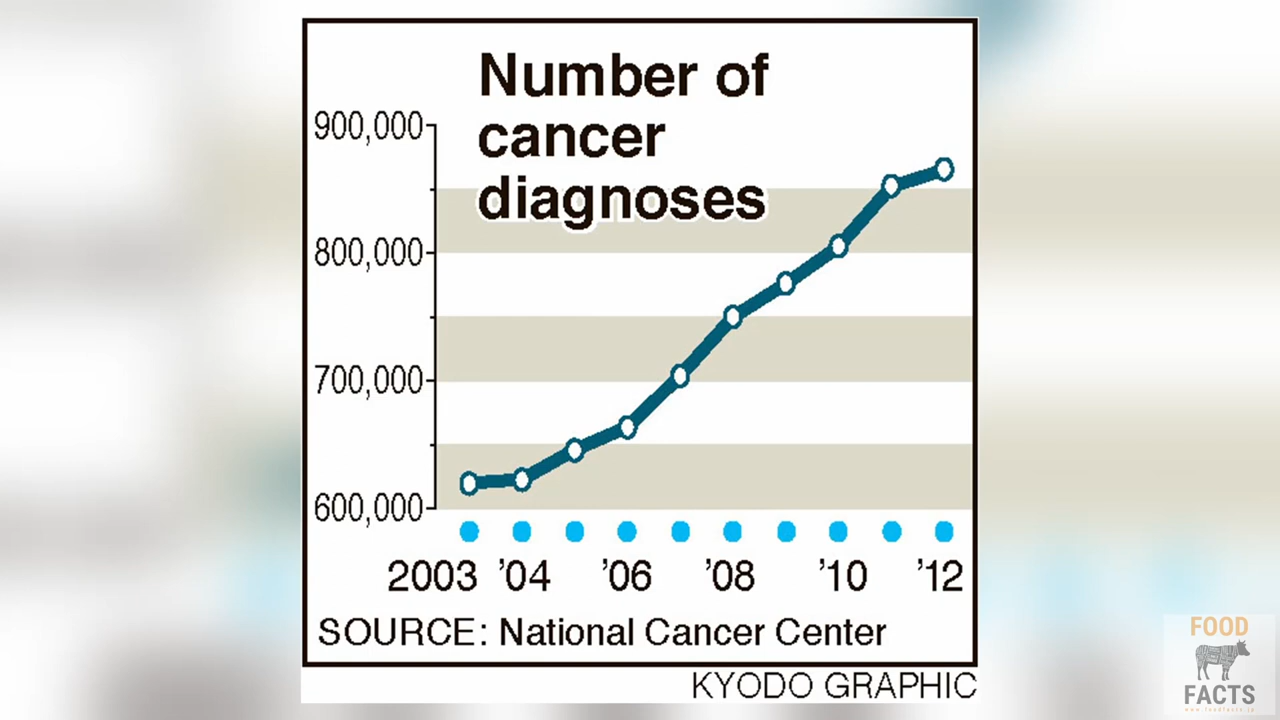 Number of
cancer
diagnoses
900,000
800,000
700,000
600,000
2003 '04 '06 '08 '10 '12
SOURCE: National Cancer Center
KYODO GRAPHIC
FOOD
FACTS